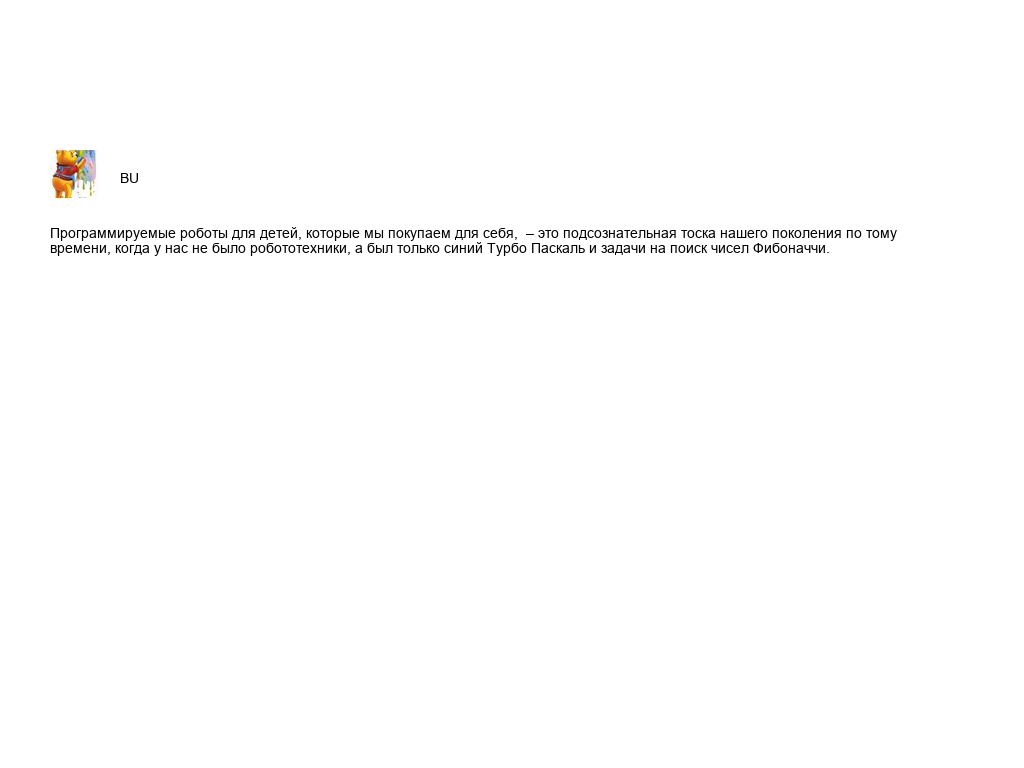 BU
Программируемые роботы для детей, которые мы покупаем для себя,  – это подсознательная тоска нашего поколения по тому
времени, когда у нас не было робототехники, а был только синий Турбо Паскаль и задачи на поиск чисел Фибоначчи.